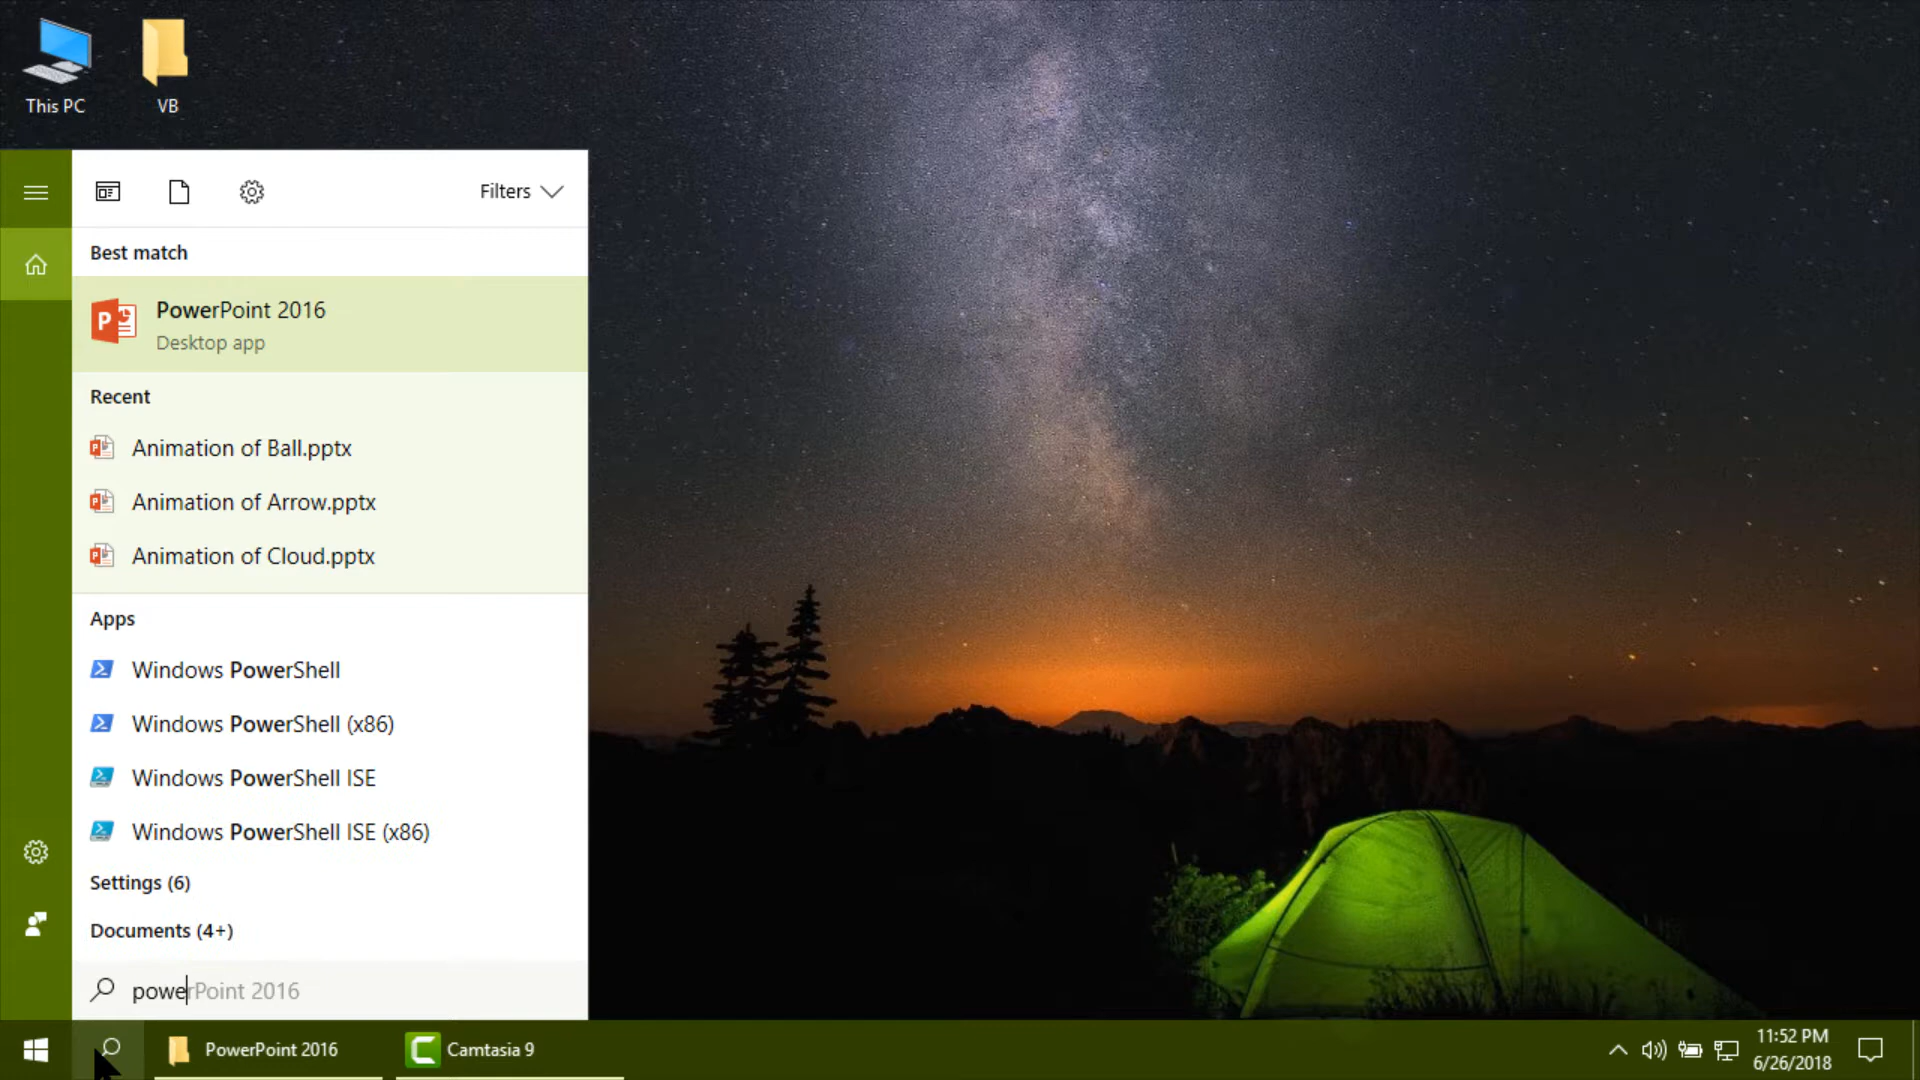 This PC
VB
Filters
Best match
PowerPoint 2016
Desktop app
Recent
Animation of Ball.pptx
Animation of Arrow.pptx
Animation of Cloud.pptx
Apps
Windows PowerShell
Windows PowerShell (x86)
Windows PowerShell ISE
Windows PowerShell ISE (x86)
Settings (6)
Documents (4+)
powerPoint 2016
PowerPoint 2016
Camtasia 9
11:52 PM
6/26/2018